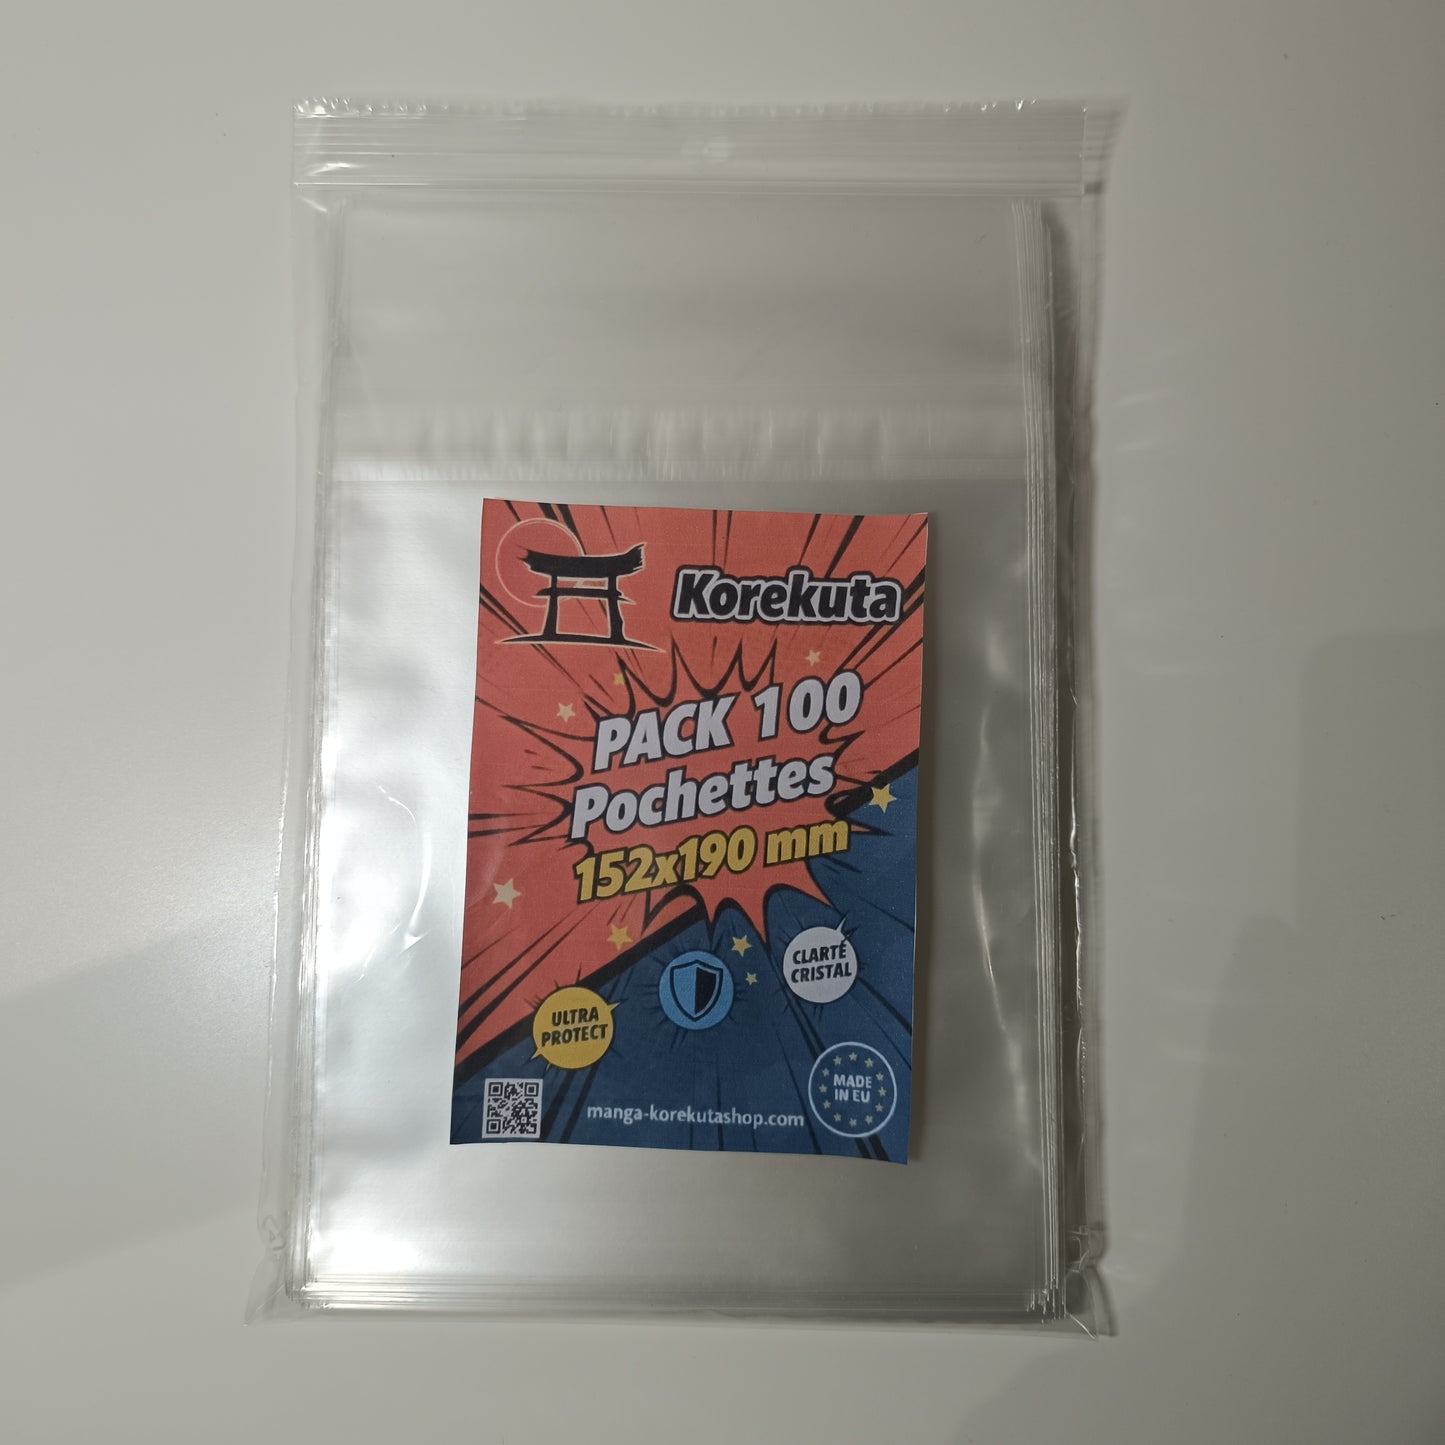 Korekuta
PACK 100
Pochettes
152x190 mm
CLARTÉ
CRISTAL
ULTRA
PROTECT
MADE
IN EU
manga-korekutashop.com